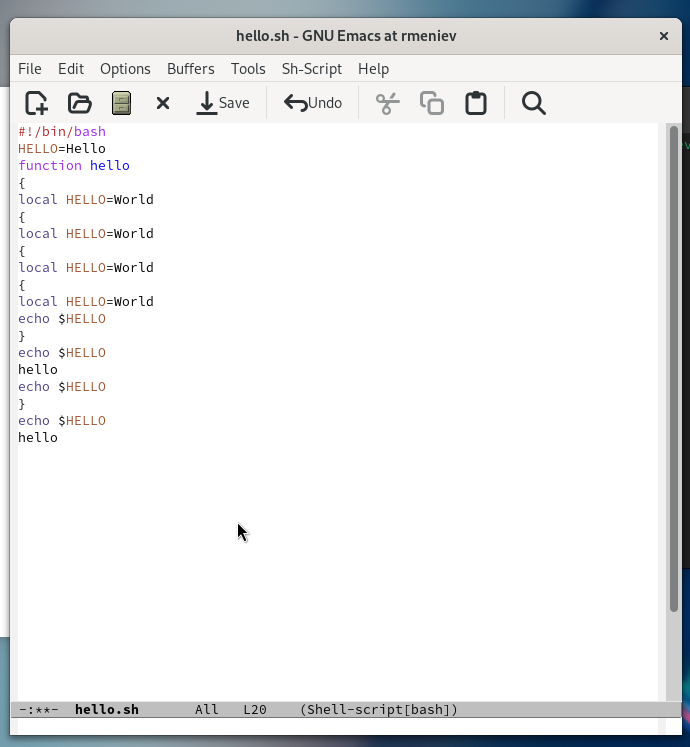 hello.sh - GNU Emacs at rmeniev
File Edit Options Buffers Tools Sh-Script Help
Save Undo
#!/bin/bash
HELLO=Hello
function hello
{
local HELLO=World
{
local HELLO=World
{
local HELLO=World
{
local HELLO=World
echo $HELLO
}
echo $HELLO
hello
echo $HELLO
}
echo $HELLO
hello
-:**- hello.sh All L20 (Shell-script[bash])